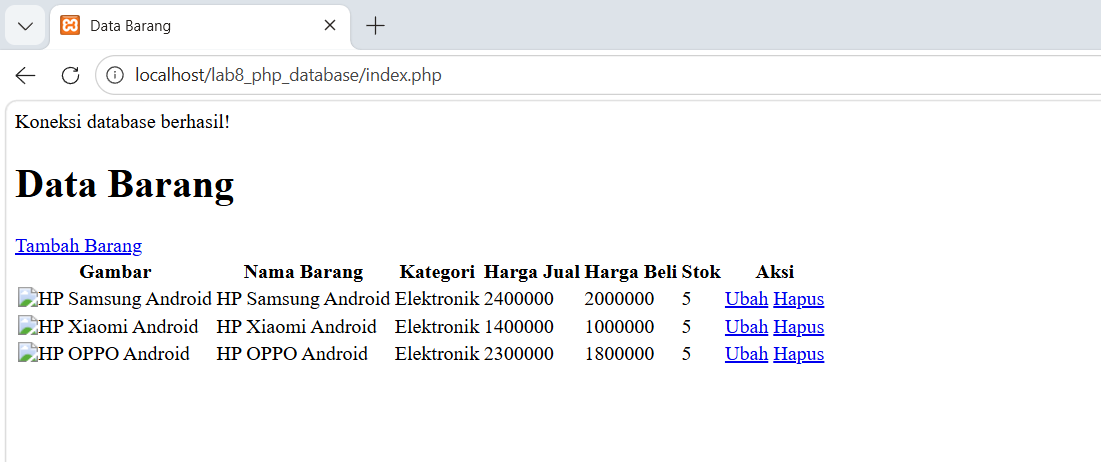 Data Barang
localhost/lab8_php_database/index.php
Koneksi database berhasil!
Data Barang
Tambah Barang
Gambar Nama Barang Kategori Harga Jual Harga Beli Stok Aksi
HP Samsung Android HP Samsung Android Elektronik 2400000 2000000 5 Ubah Hapus
HP Xiaomi Android HP Xiaomi Android Elektronik 1400000 1000000 5 Ubah Hapus
HP OPPO Android HP OPPO Android Elektronik 2300000 1800000 5 Ubah Hapus